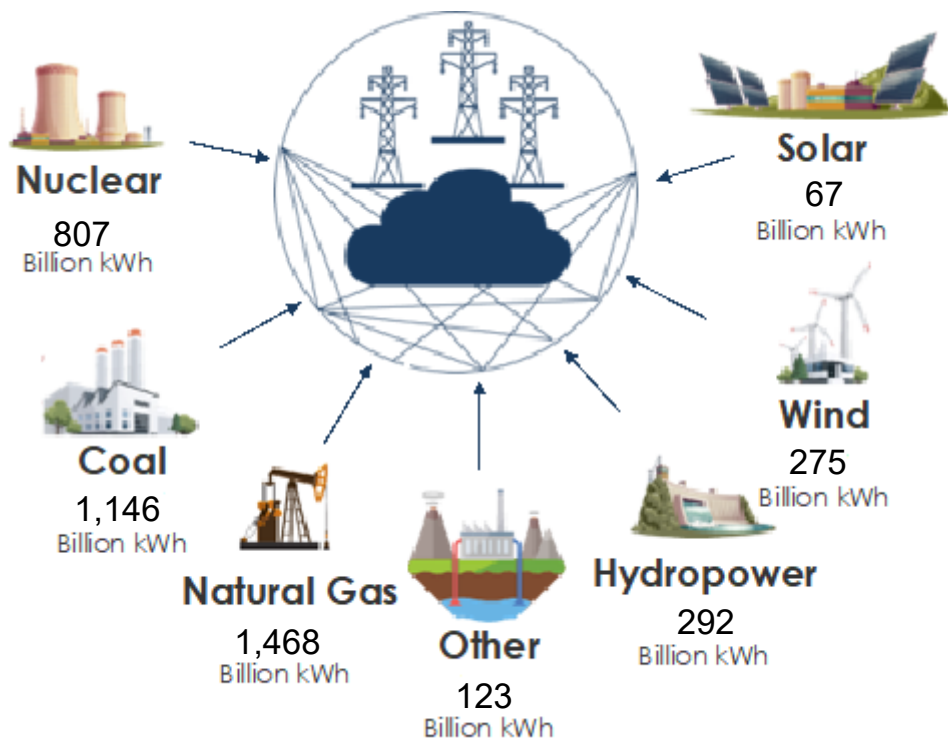 Nuclear
807
Billion kWh
Solar
67
Billion kWh
Coal
1,146
Billion kWh
Wind
275
Billion kWh
Natural Gas
1,468
Billion kWh
Other
123
Billion kWh
Hydropower
292
Billion kWh